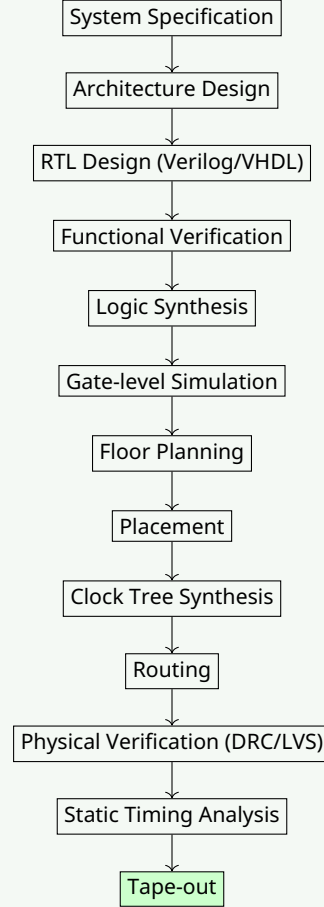 System Specification
Architecture Design
RTL Design (Verilog/VHDL)
Functional Verification
Logic Synthesis
Gate-level Simulation
Floor Planning
Placement
Clock Tree Synthesis
Routing
Physical Verification (DRC/LVS)
Static Timing Analysis
Tape-out